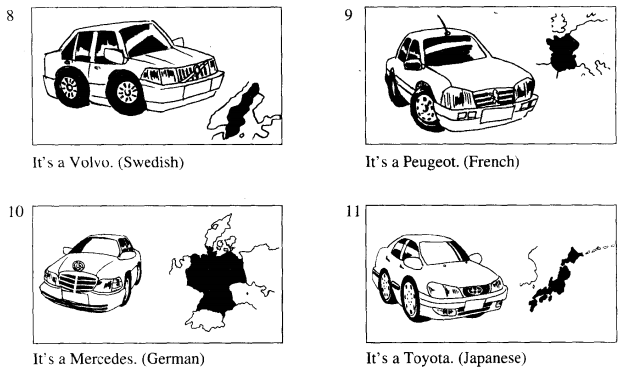 8
9
It's a Volvo. (Swedish)
It's a Peugeot. (French)
10
11
It's a Mercedes. (German)
It's a Toyota. (Japanese)